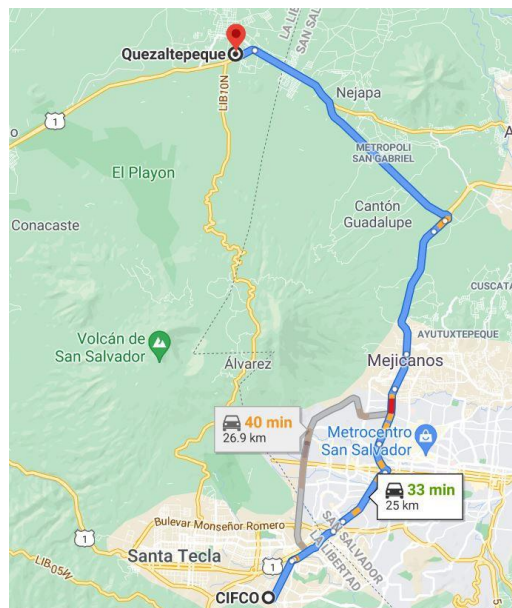 Quezaltepeque
LA LIBERTAD
SAN SALVADOR
LIB10N
Nejapa
1
METROPOLI
SAN GABRIEL
El Playon
Cantón
Guadalupe
Conacaste
CUSCATA
AYUTUXTEPEQUE
Volcán de
San Salvador
Álvarez
Mejicanos
40 min
26.9 km
Metrocentro
San Salvador
33 min
25 km
Bulevar Monseñor Romero
SAN SALVADOR
LA LIBERTAD
Santa Tecla
1
LIB05W
1
CIFCO